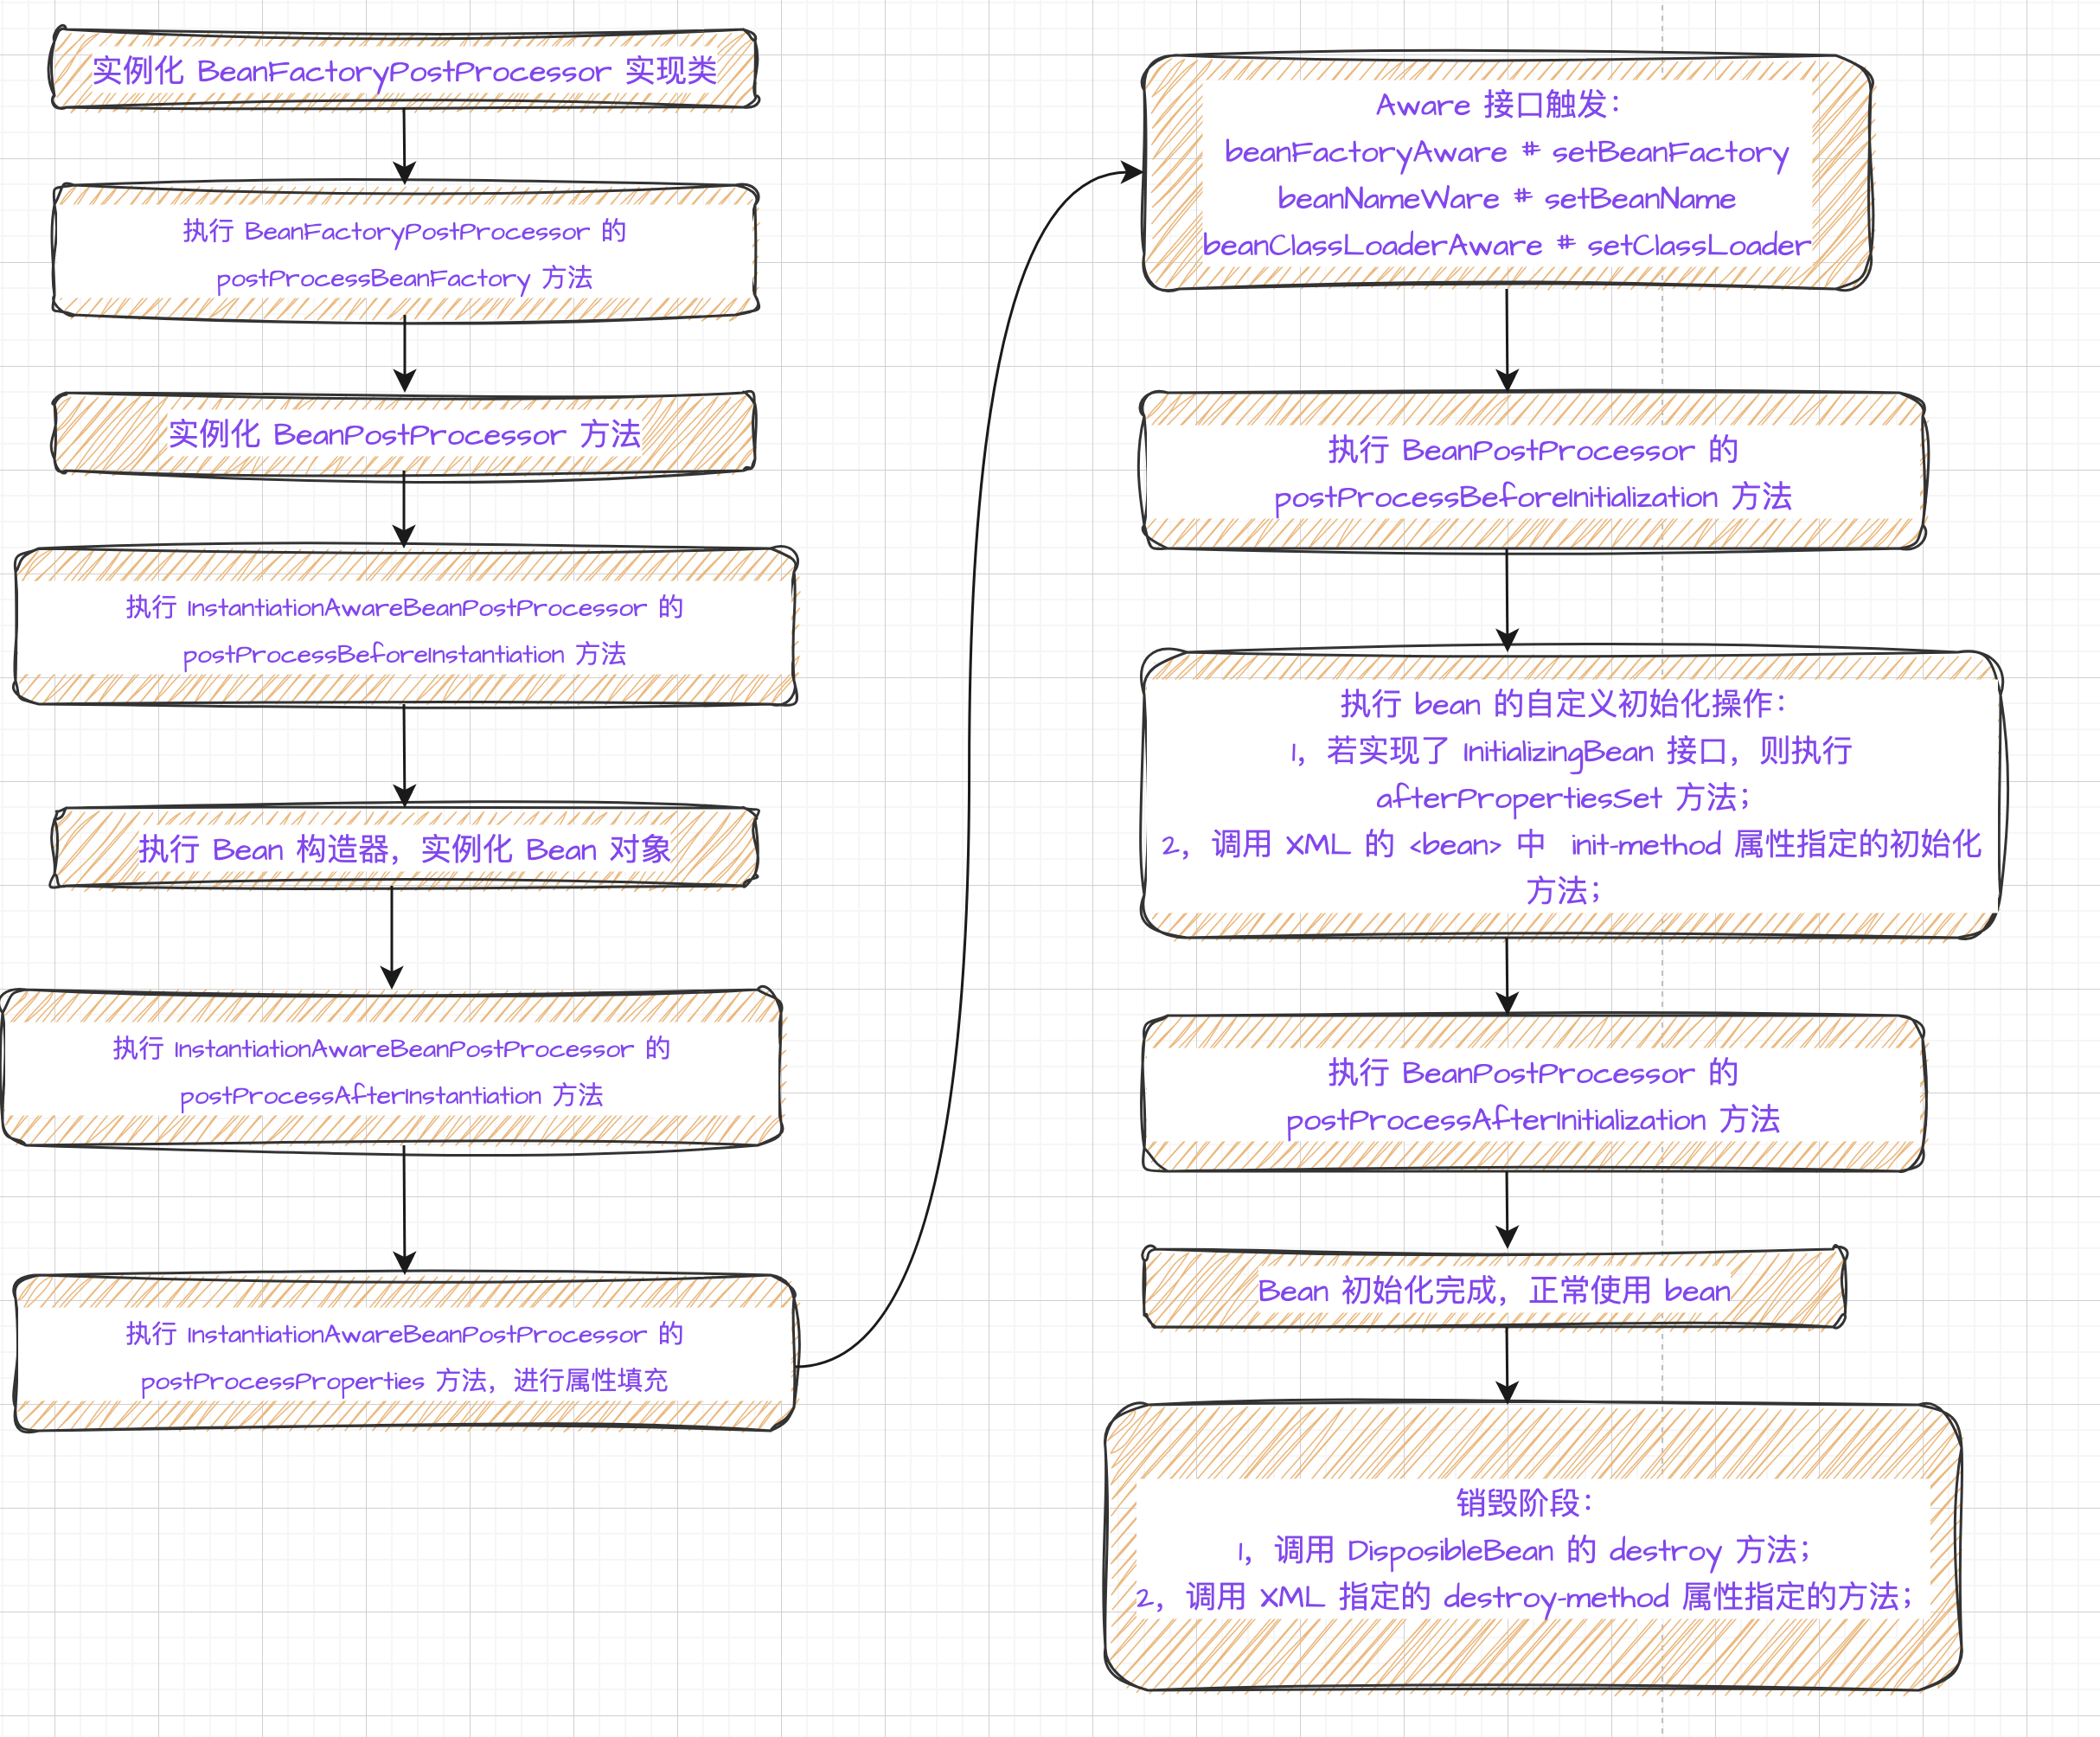 实例化 BeanFactoryPostProcessor 实现类
执行 BeanFactoryPostProcessor 的
postProcessBeanFactory 方法
实例化 BeanPostProcessor 方法
执行 InstantiationAwareBeanPostProcessor 的
postProcessBeforeInstantiation 方法
执行 Bean 构造器，实例化 Bean 对象
执行 InstantiationAwareBeanPostProcessor 的
postProcessAfterInstantiation 方法
执行 InstantiationAwareBeanPostProcessor 的
postProcessProperties 方法，进行属性填充
Aware 接口触发：
beanFactoryAware # setBeanFactory
beanNameWare # setBeanName
beanClassLoaderAware # setClassLoader
执行 BeanPostProcessor 的
postProcessBeforeInitialization 方法
执行 bean 的自定义初始化操作：
1，若实现了 InitializingBean 接口，则执行
afterPropertiesSet 方法；
2，调用 XML 的 <bean> 中 init-method 属性指定的初始化
方法；
执行 BeanPostProcessor 的
postProcessAfterInitialization 方法
Bean 初始化完成，正常使用 bean
销毁阶段：
1，调用 DisposibleBean 的 destroy 方法；
2，调用 XML 指定的 destroy-method 属性指定的方法；